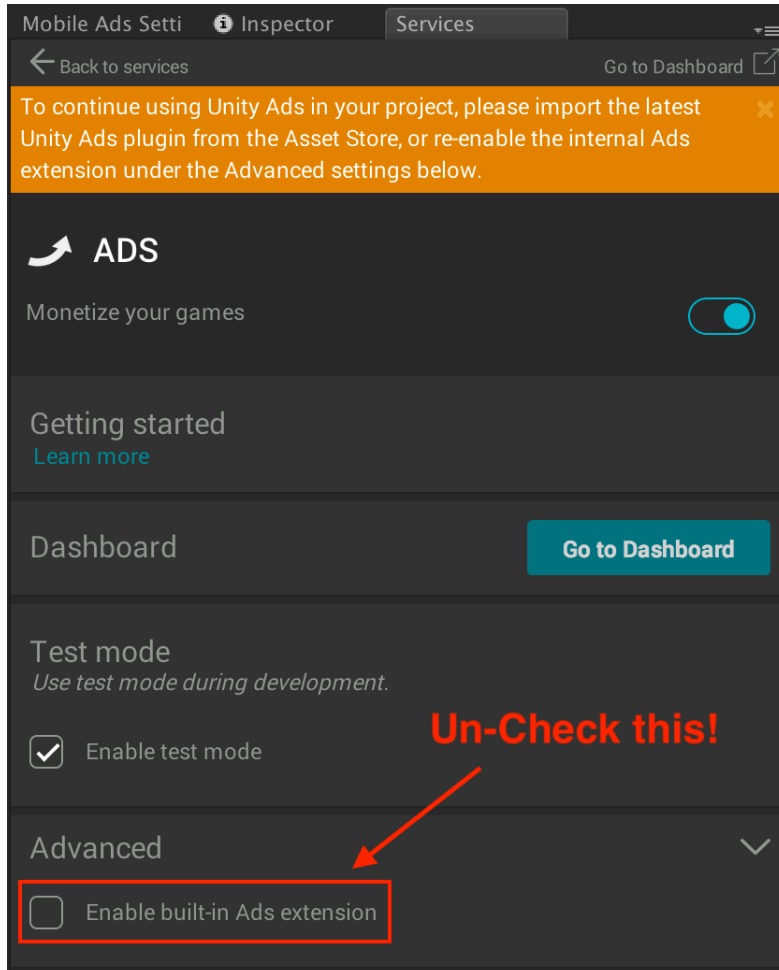 Mobile Ads Setti Inspector Services
Back to services Go to Dashboard
To continue using Unity Ads in your project, please import the latest
Unity Ads plugin from the Asset Store, or re-enable the internal Ads
extension under the Advanced settings below.
ADS
Monetize your games
Getting started
Learn more
Dashboard Go to Dashboard
Test mode
Use test mode during development.
Un-Check this!
Enable test mode
Advanced
Enable built-in Ads extension